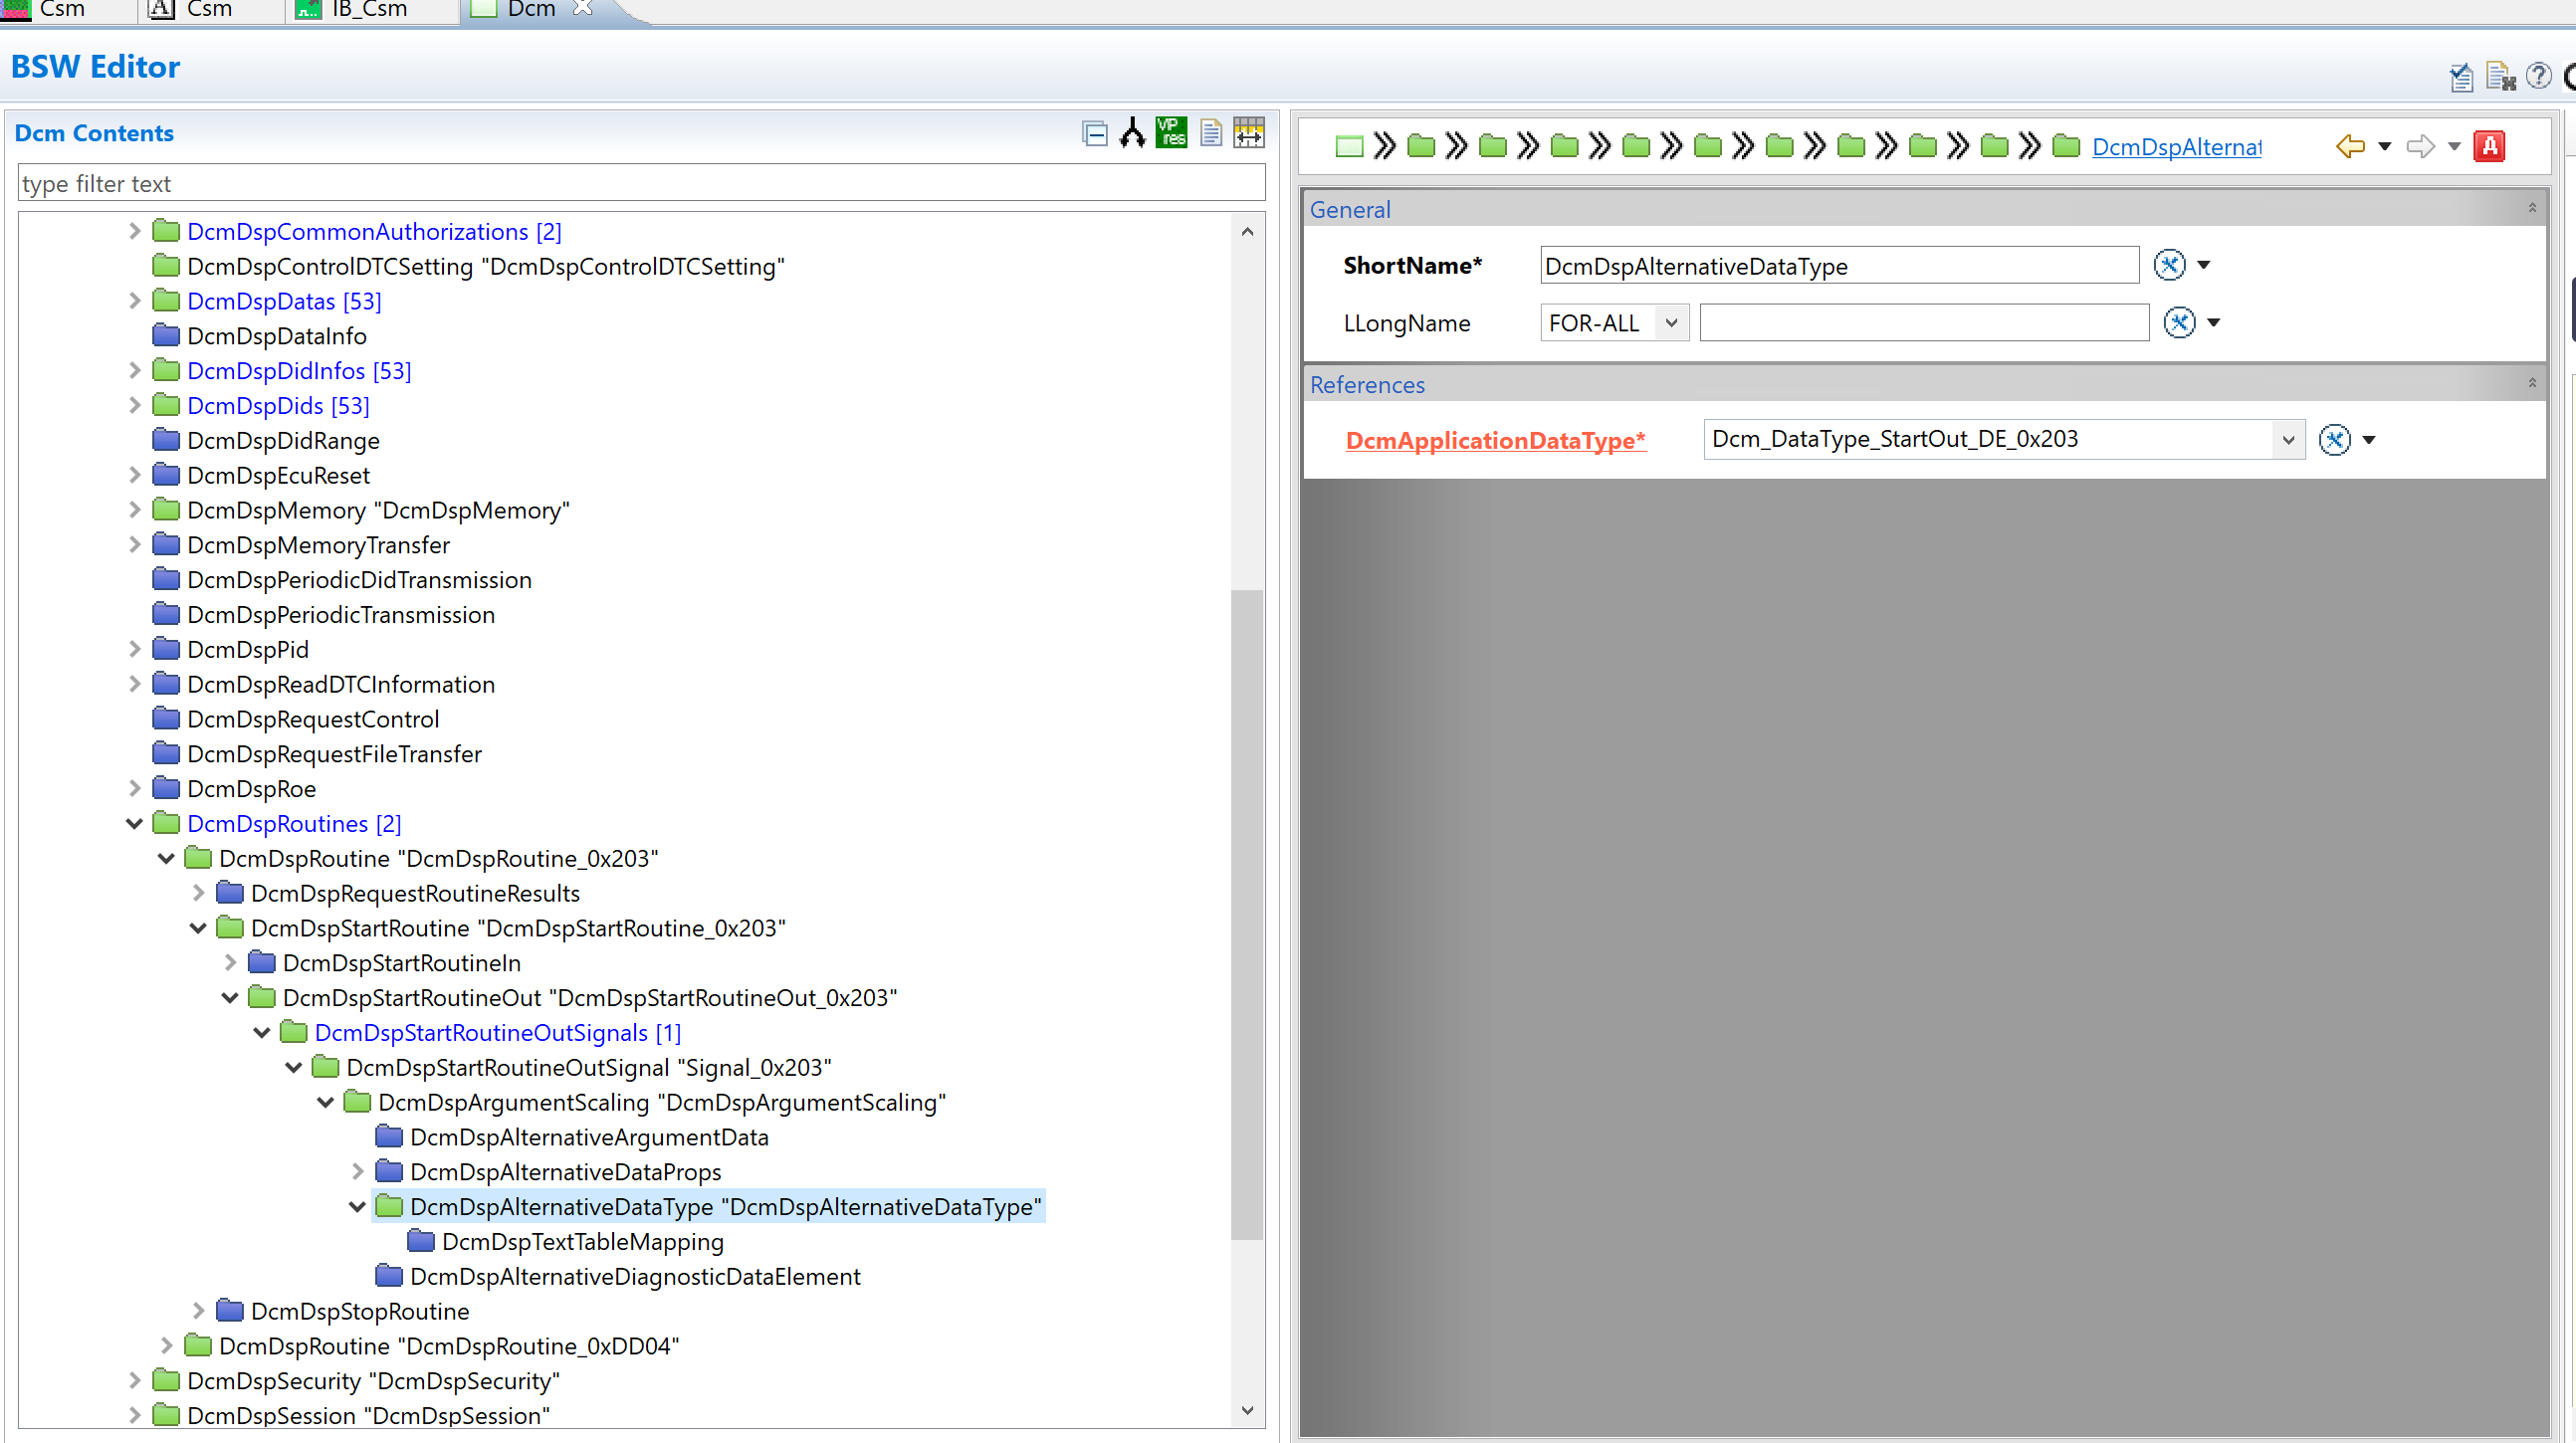 Csm
A Csm
IB_Csm
Dcm
BSW Editor
Dcm Contents
VP
res
type filter text
DcmDspCommonAuthorizations [2]
DcmDspControlDTCSetting "DcmDspControlDTCSetting"
DcmDspDatas [53]
DcmDspDataInfo
DcmDspDidInfos [53]
DcmDspDids [53]
DcmDspDidRange
DcmDspEcuReset
DcmDspMemory "DcmDspMemory"
DcmDspMemoryTransfer
DcmDspPeriodicDidTransmission
DcmDspPeriodicTransmission
DcmDspPid
DcmDspReadDTCInformation
DcmDspRequestControl
DcmDspRequestFileTransfer
DcmDspRoe
DcmDspRoutines [2]
DcmDspRoutine "DcmDspRoutine_0x203"
DcmDspRequestRoutineResults
DcmDspStartRoutine "DcmDspStartRoutine_0x203"
DcmDspStartRoutineIn
DcmDspStartRoutineOut "DcmDspStartRoutineOut_0x203"
DcmDspStartRoutineOutSignals [1]
DcmDspStartRoutineOutSignal "Signal_0x203"
DcmDspArgumentScaling "DcmDspArgumentScaling"
DcmDspAlternativeArgumentData
DcmDspAlternativeDataProps
DcmDspAlternativeDataType "DcmDspAlternativeDataType"
DcmDspTextTableMapping
DcmDspAlternativeDiagnosticDataElement
DcmDspStopRoutine
DcmDspRoutine "DcmDspRoutine_0xDD04"
DcmDspSecurity "DcmDspSecurity"
DcmDspSession "DcmDspSession"
DcmDspAlternat
A
General
ShortName* DcmDspAlternativeDataType
LLongName FOR-ALL
References
DcmApplicationDataType* Dcm_DataType_StartOut_DE_0x203